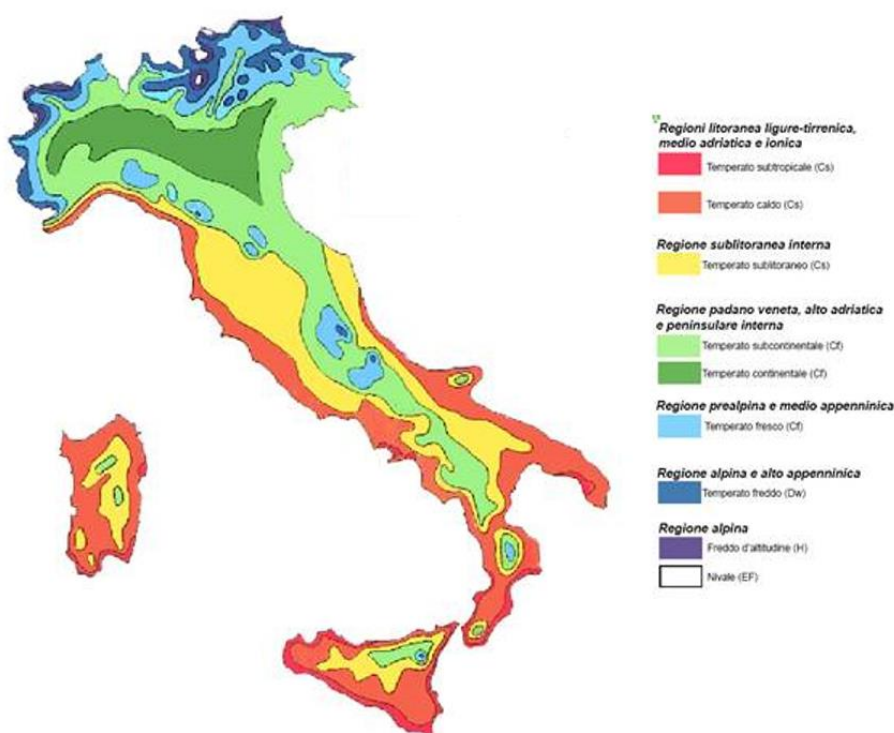 Regioni litoranea ligure-tirrenica,
medio adriatica e ionica
Temperato subtropicale (Cs)
Temperato caldo (Cs)
Regione sublitoranea interna
Temperato sublitoraneo (Cs)
Regione padano veneta, alto adriatica
e peninsulare interna
Temperato subcontinentale (Cf)
Temperato continentale (Cf)
Regione prealpina e medio appenninica
Temperato fresco (Cf)
Regione alpina e alto appenninica
Temperato freddo (Dw)
Regione alpina
Freddo d'altitudine (H)
Nivale (EF)